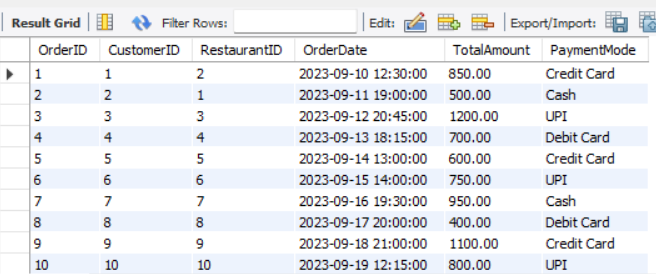 Result Grid Filter Rows: Edit: Export/Import:
OrderID CustomerID RestaurantID OrderDate TotalAmount PaymentMode
1 1 2 2023-09-10 12:30:00 850.00 Credit Card
2 2 1 2023-09-11 19:00:00 500.00 Cash
3 3 3 2023-09-12 20:45:00 1200.00 UPI
4 4 4 2023-09-13 18:15:00 700.00 Debit Card
5 5 5 2023-09-14 13:00:00 600.00 Credit Card
6 6 6 2023-09-15 14:00:00 750.00 UPI
7 7 7 2023-09-16 19:30:00 950.00 Cash
8 8 8 2023-09-17 20:00:00 400.00 Debit Card
9 9 9 2023-09-18 21:00:00 1100.00 Credit Card
10 10 10 2023-09-19 12:15:00 800.00 UPI